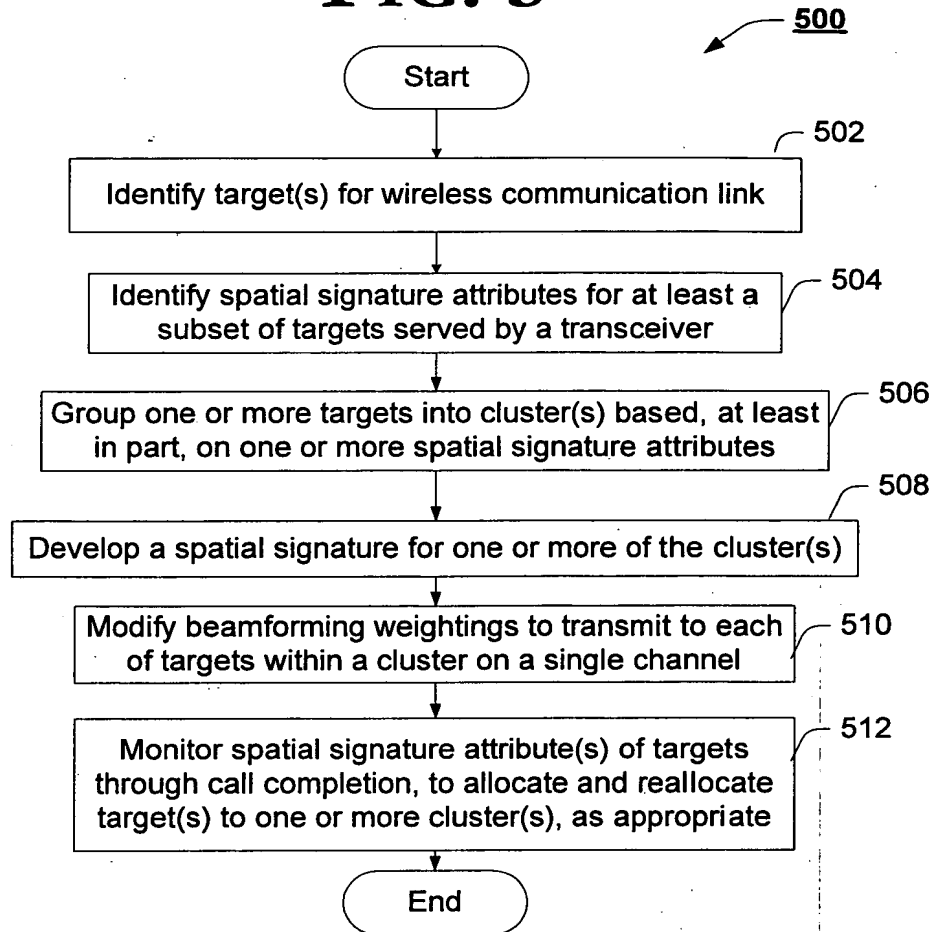 FIG. 5
500
Start
502
Identify target(s) for wireless communication link
504
Identify spatial signature attributes for at least a
subset of targets served by a transceiver
506
Group one or more targets into cluster(s) based, at least
in part, on one or more spatial signature attributes
508
Develop a spatial signature for one or more of the cluster(s)
Modify beamforming weightings to transmit to each
of targets within a cluster on a single channel
510
Monitor spatial signature attribute(s) of targets
through call completion, to allocate and reallocate
target(s) to one or more cluster(s), as appropriate
512
End